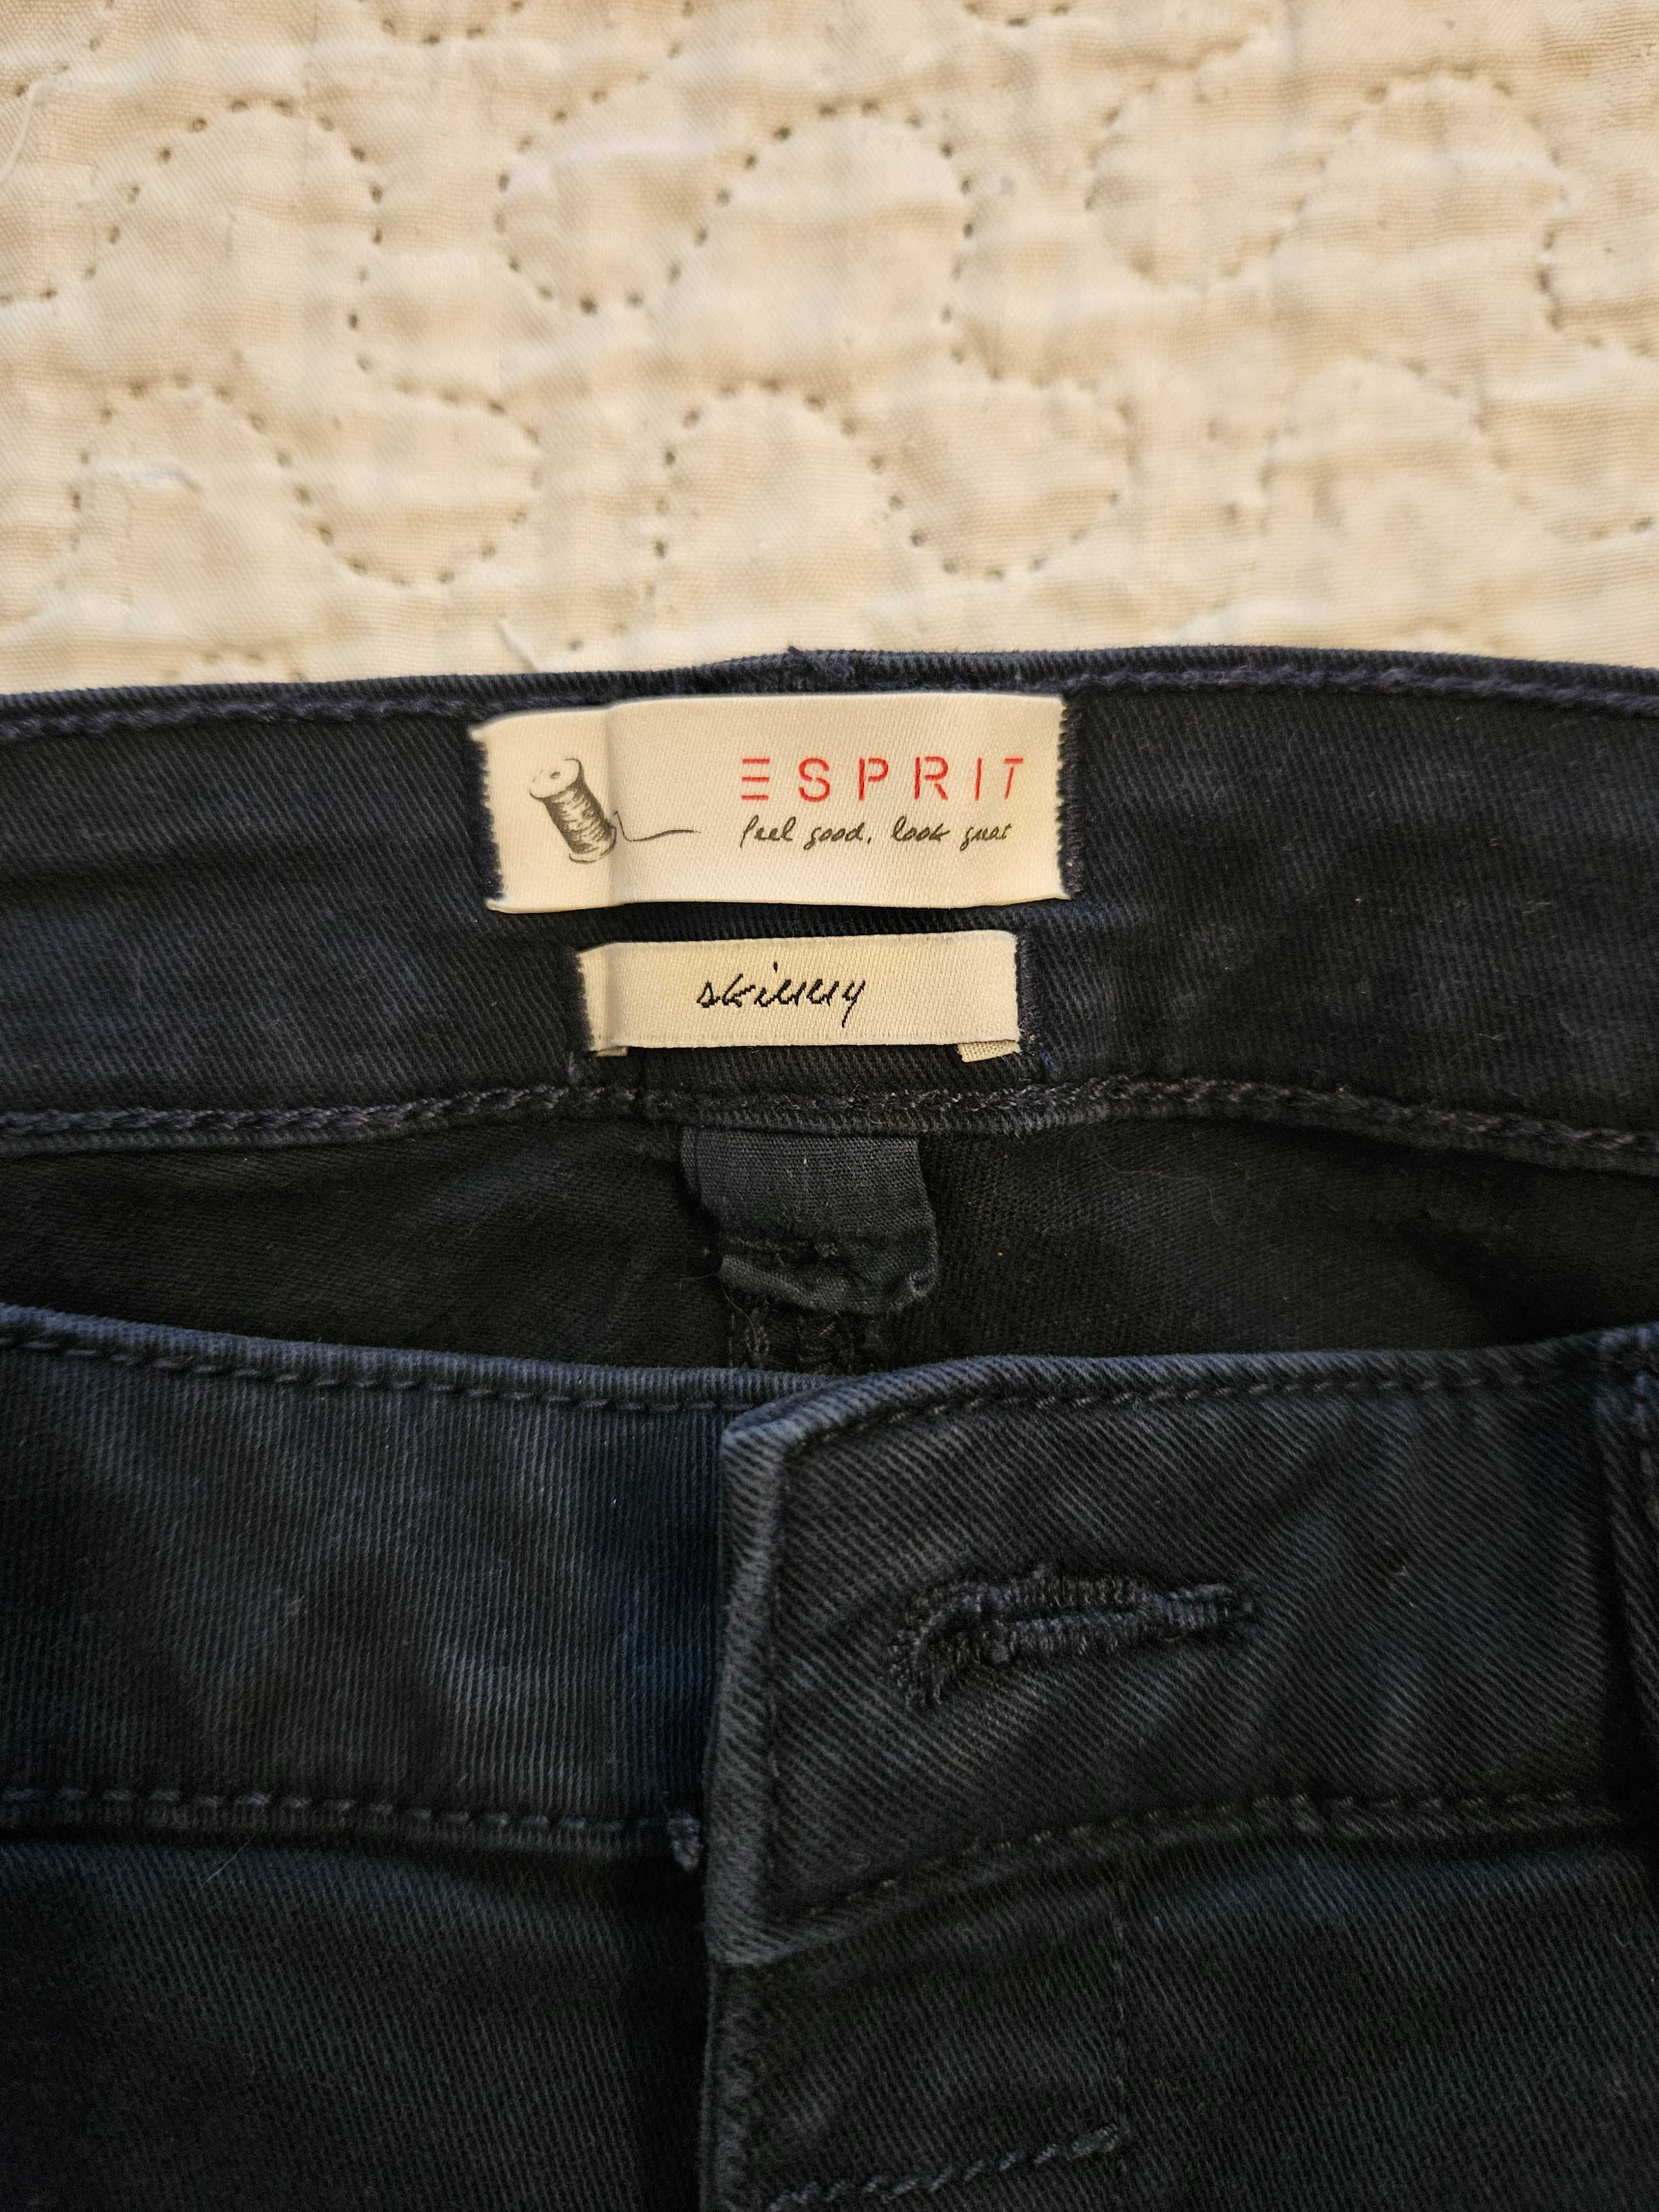 ESPRIT
feel good, look great
skinny